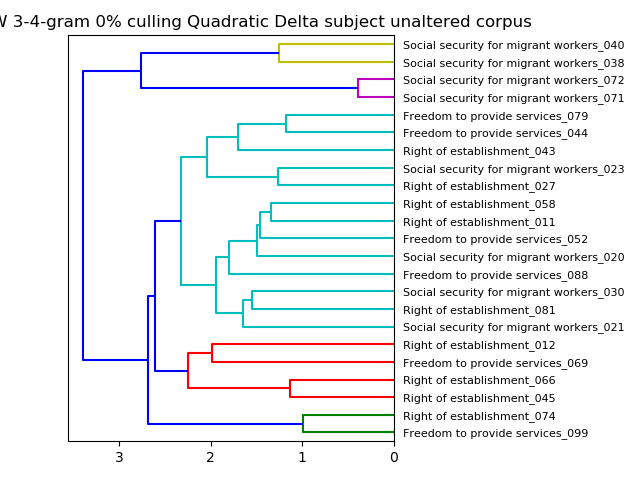 3-4-gram 0% culling Quadratic Delta subject unaltered corpus
Social security for migrant workers_040
Social security for migrant workers_038
Social security for migrant workers_072
Social security for migrant workers_071
Freedom to provide services_079
Freedom to provide services_044
Right of establishment_043
Social security for migrant workers_023
Right of establishment_027
Right of establishment_058
Right of establishment_011
Freedom to provide services_052
Social security for migrant workers_020
Freedom to provide services_088
Social security for migrant workers_030
Right of establishment_081
Social security for migrant workers_021
Right of establishment_012
Freedom to provide services_069
Right of establishment_066
Right of establishment_045
Right of establishment_074
Freedom to provide services_099
3 2 1 0